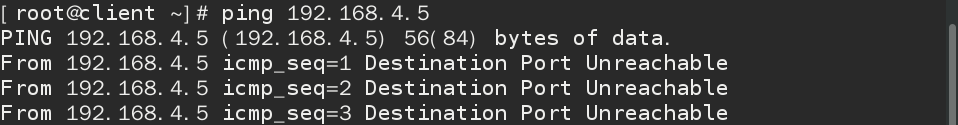 [root@client ~]# ping 192.168.4.5
PING 192.168.4.5 (192.168.4.5) 56(84) bytes of data.
From 192.168.4.5 icmp_seq=1 Destination Port Unreachable
From 192.168.4.5 icmp_seq=2 Destination Port Unreachable
From 192.168.4.5 icmp_seq=3 Destination Port Unreachable